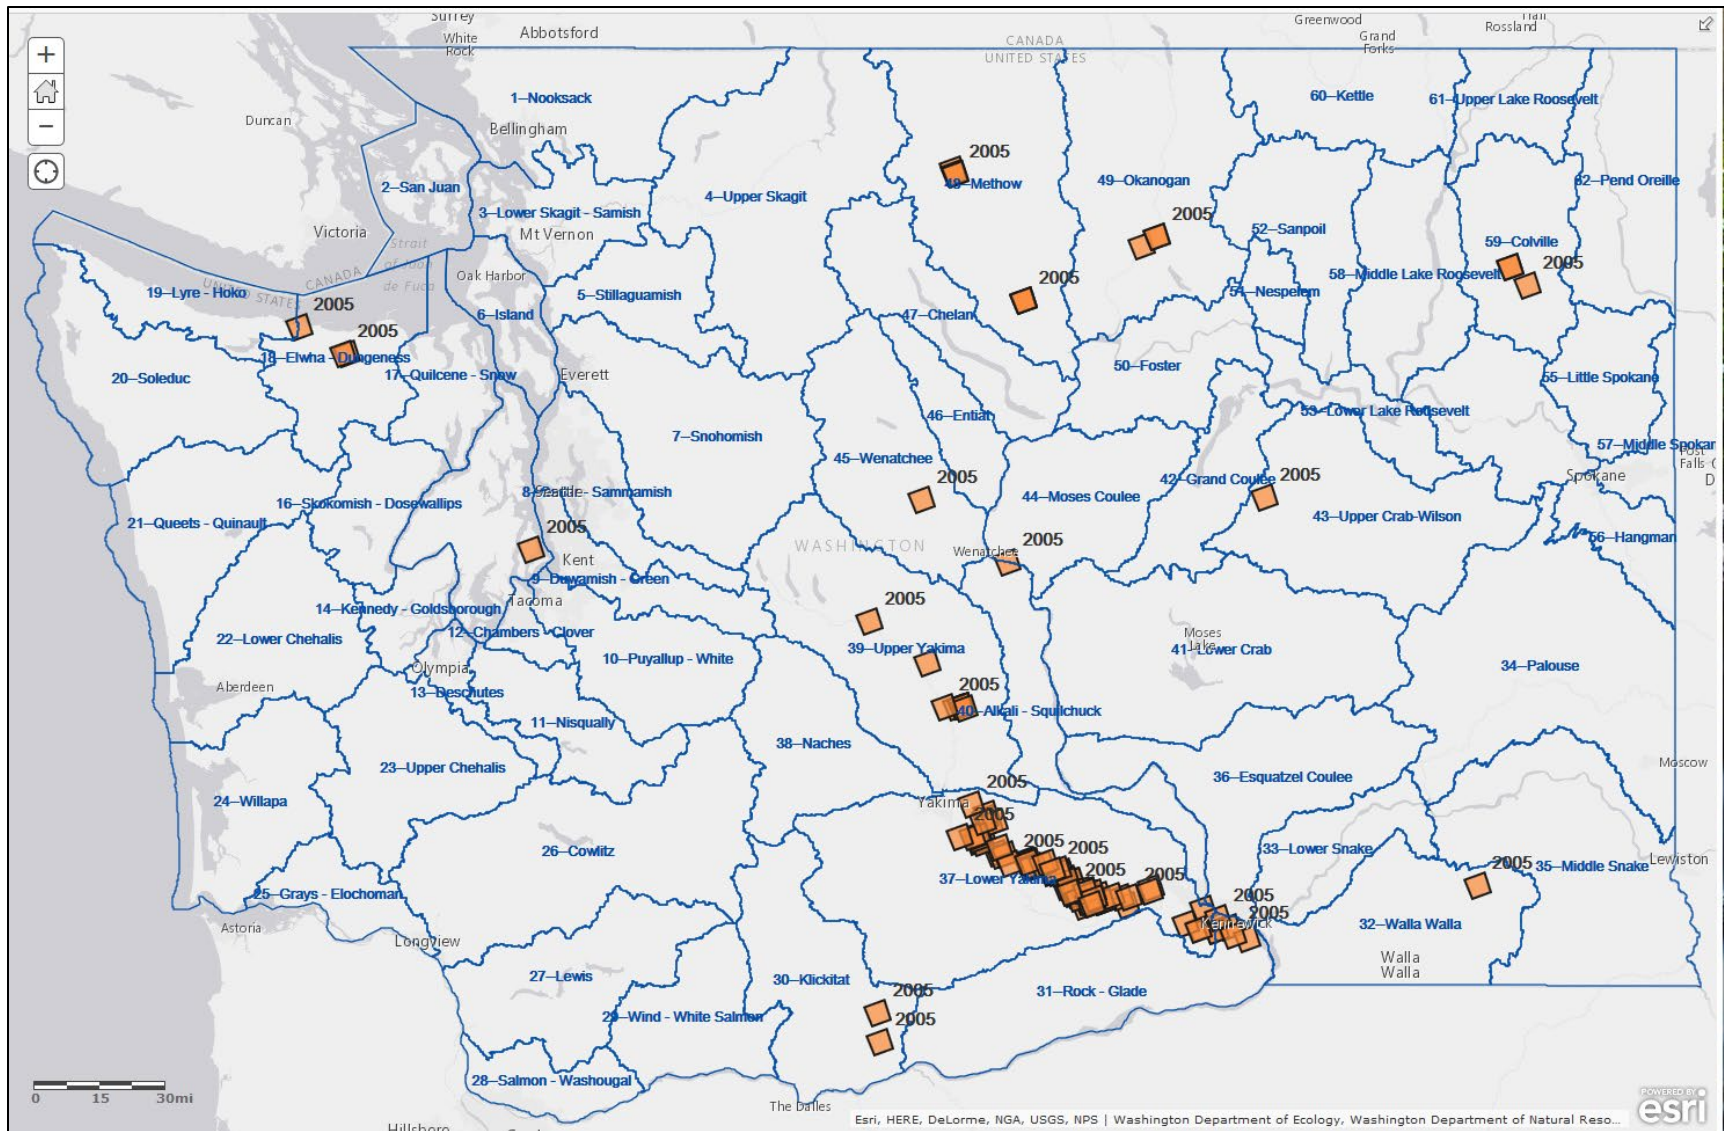 Surrey
White
Rock
Abbotsford
CANADA
UNITED STATES
Greenwood
Grand
Forks
Rossland
+
−
1—Nooksack
60—Kettle
61—Upper Lake Roosevelt
Duncan
Bellingham
2005
2—San Juan
48—Methow
49—Okanogan
62—Pend Oreille
4—Upper Skagit
3—Lower Skagit - Samish
2005
Victoria
Mt Vernon
52—Sanpoil
59—Colville
Strait
of Juan
de Fuca
2005
CANADA
UNITED STATES
Oak Harbor
58—Middle Lake Roosevelt
2005
19—Lyre - Hoko
5—Stillaguamish
54—Nespelem
2005
6—Island
47—Chelan
2005
18—Elwha - Dungeness
50—Foster
20—Soleduc
17—Quilcene - Snow
Everett
55—Little Spokane
46—Entiat
53—Lower Lake Roosevelt
7—Snohomish
57—Middle Spokan
45—Wenatchee
Post
Falls
2005
42—Grand Coulee
2005
Spokane
16—Skokomish - Dosewallips
8—Cedar - Sammamish
Seattle
44—Moses Coulee
21—Queets - Quinault
43—Upper Crab-Wilson
2005
WASHINGTON
2005
Wenatchee
56—Hangman
Kent
9—Duwamish - Green
14—Kennedy - Goldsborough
Tacoma
2005
12—Chambers - Clover
22—Lower Chehalis
Moses
Lake
39—Upper Yakima
41—Lower Crab
10—Puyallup - White
34—Palouse
Olympia
Aberdeen
13—Deschutes
2005
40—Alkali - Squilchuck
11—Nisqually
38—Naches
23—Upper Chehalis
36—Esquatzel Coulee
Moscow
2005
24—Willapa
Yakima
2005
26—Cowlitz
2005
2005
33—Lower Snake
Lewiston
2005
35—Middle Snake
37—Lower Yakima
2005
2005
25—Grays - Elochoman
2005
2005
Kennewick
32—Walla Walla
Astoria
Longview
Walla
Walla
27—Lewis
30—Klickitat
2005
31—Rock - Glade
29—Wind - White Salmon
2005
28—Salmon - Washougal
0 15 30mi
The Dalles
Hillsboro
Esri, HERE, DeLorme, NGA, USGS, NPS | Washington Department of Ecology, Washington Department of Natural Reso...
POWERED BY
esri